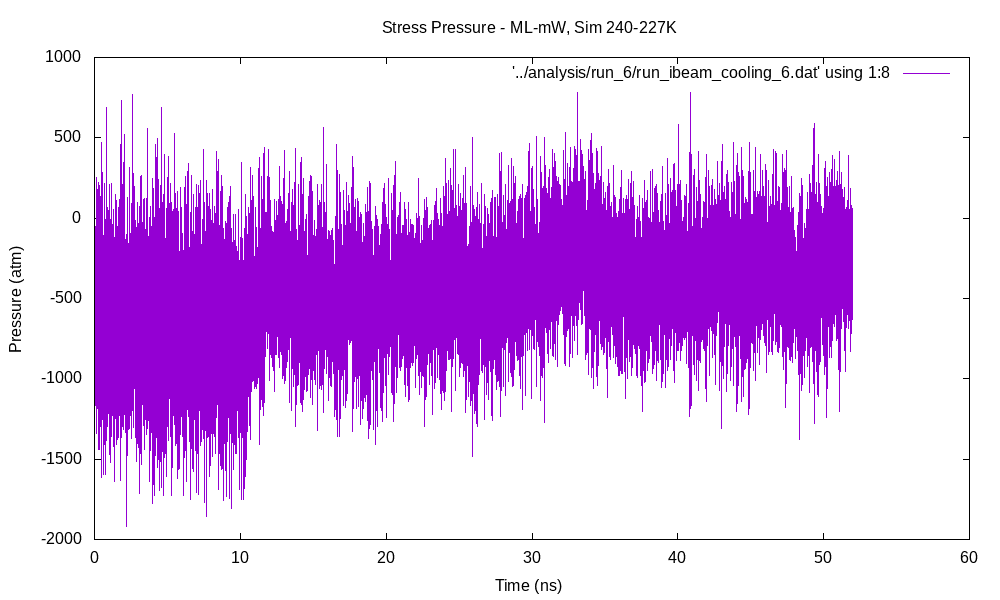 Stress Pressure - ML-mW, Sim 240-227K
'../analysis/run_6/run_ibeam_cooling_6.dat' using 1:8
Pressure (atm)
1000
500
0
-500
-1000
-1500
-2000
0 10 20 30 40 50 60
Time (ns)